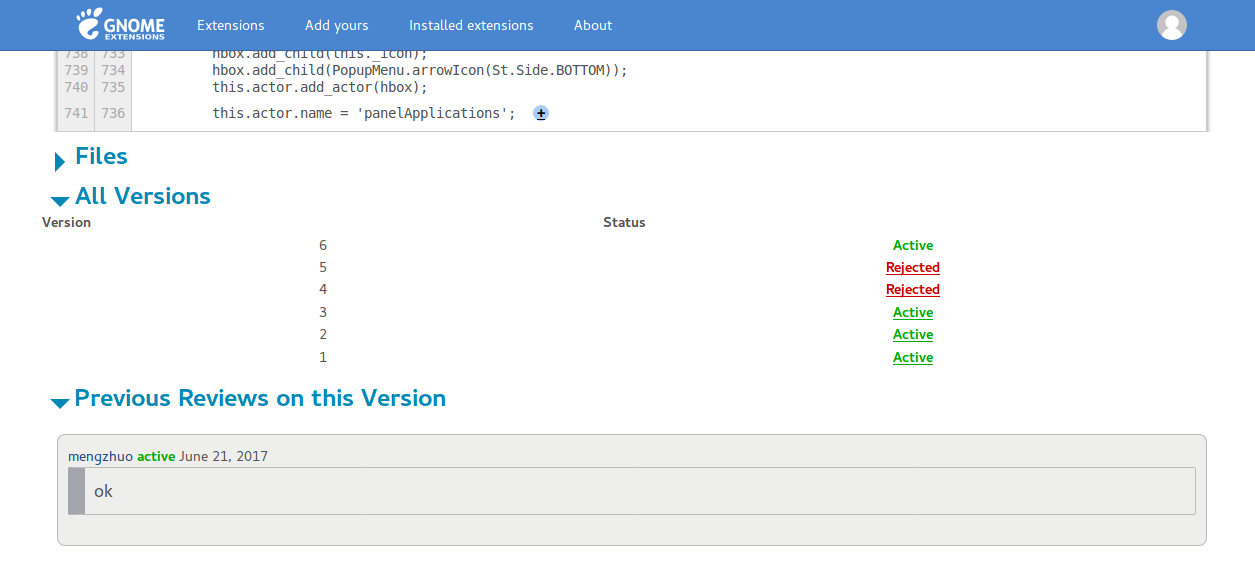 GNOME EXTENSIONS Extensions Add yours Installed extensions About
738 733 hbox.add_child(this._icon);
739 734 hbox.add_child(PopupMenu.arrowIcon(St.Side.BOTTOM));
740 735 this.actor.add_actor(hbox);
741 736 this.actor.name = 'panelApplications'; +
Files
All Versions
Version Status
6 Active
5 Rejected
4 Rejected
3 Active
2 Active
1 Active
Previous Reviews on this Version
mengzhuo active June 21, 2017
ok